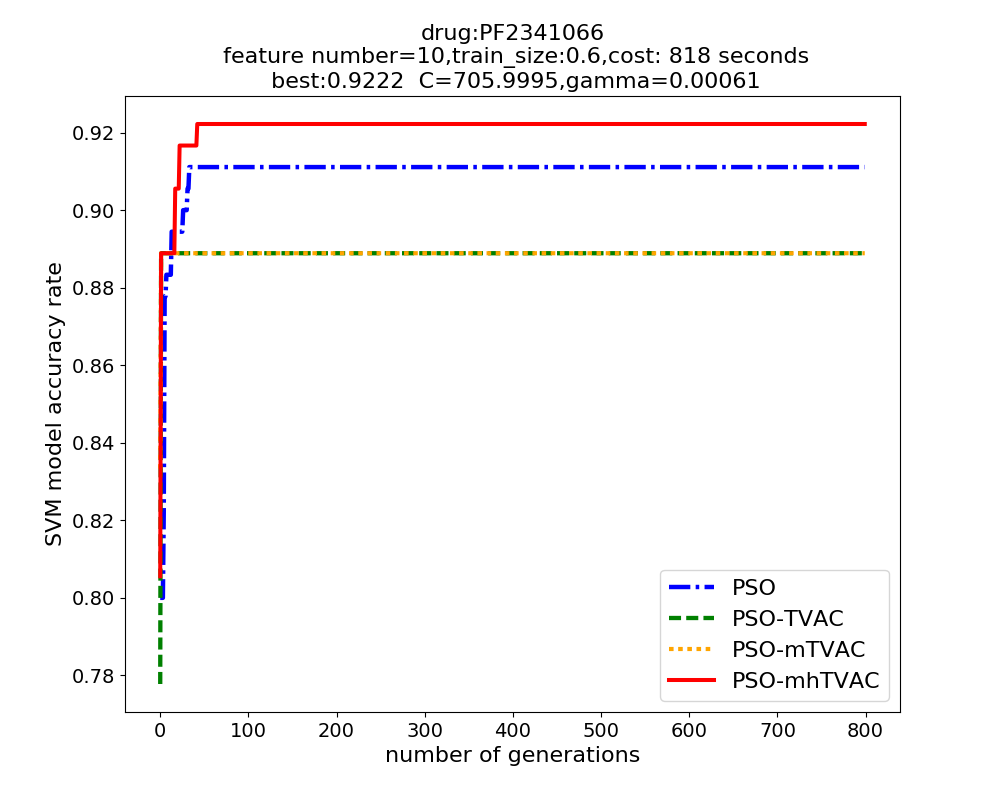 drug:PF2341066
feature number=10,train_size:0.6,cost: 818 seconds
best:0.9222  C=705.9995,gamma=0.00061
SVM model accuracy rate
0.92
0.90
0.88
0.86
0.84
0.82
0.80
0.78
PSO
PSO-TVAC
PSO-mTVAC
PSO-mhTVAC
0 100 200 300 400 500 600 700 800
number of generations